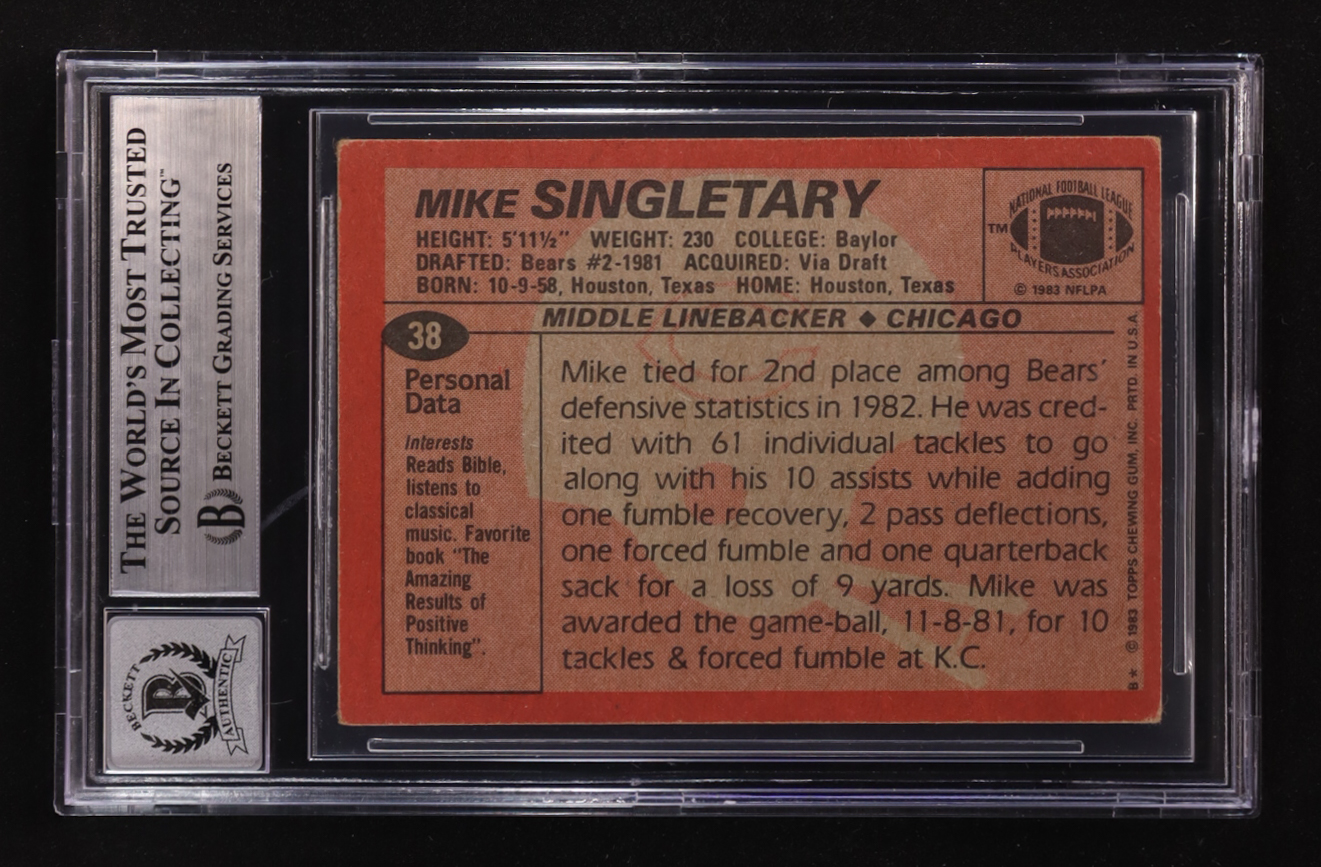 THE WORLD'S MOST TRUSTED
SOURCE IN COLLECTING™
B BECKETT GRADING SERVICES
BECKETT
B
AUTHENTIC
MIKE SINGLETARY
HEIGHT: 5'11½" WEIGHT: 230 COLLEGE: Baylor
DRAFTED: Bears #2-1981 ACQUIRED: Via Draft
BORN: 10-9-58, Houston, Texas HOME: Houston, Texas
NATIONAL FOOTBALL LEAGUE
TM
PLAYERS ASSOCIATION
© 1983 NFLPA
38
MIDDLE LINEBACKER ◆ CHICAGO
Personal
Data
Interests
Reads Bible,
listens to
classical
music. Favorite
book "The
Amazing
Results of
Positive
Thinking".
Mike tied for 2nd place among Bears'
defensive statistics in 1982. He was cred-
ited with 61 individual tackles to go
along with his 10 assists while adding
one fumble recovery, 2 pass deflections,
one forced fumble and one quarterback
sack for a loss of 9 yards. Mike was
awarded the game-ball, 11-8-81, for 10
tackles & forced fumble at K.C.
B★ © 1983 TOPPS CHEWING GUM, INC. PRTD. IN U.S.A.